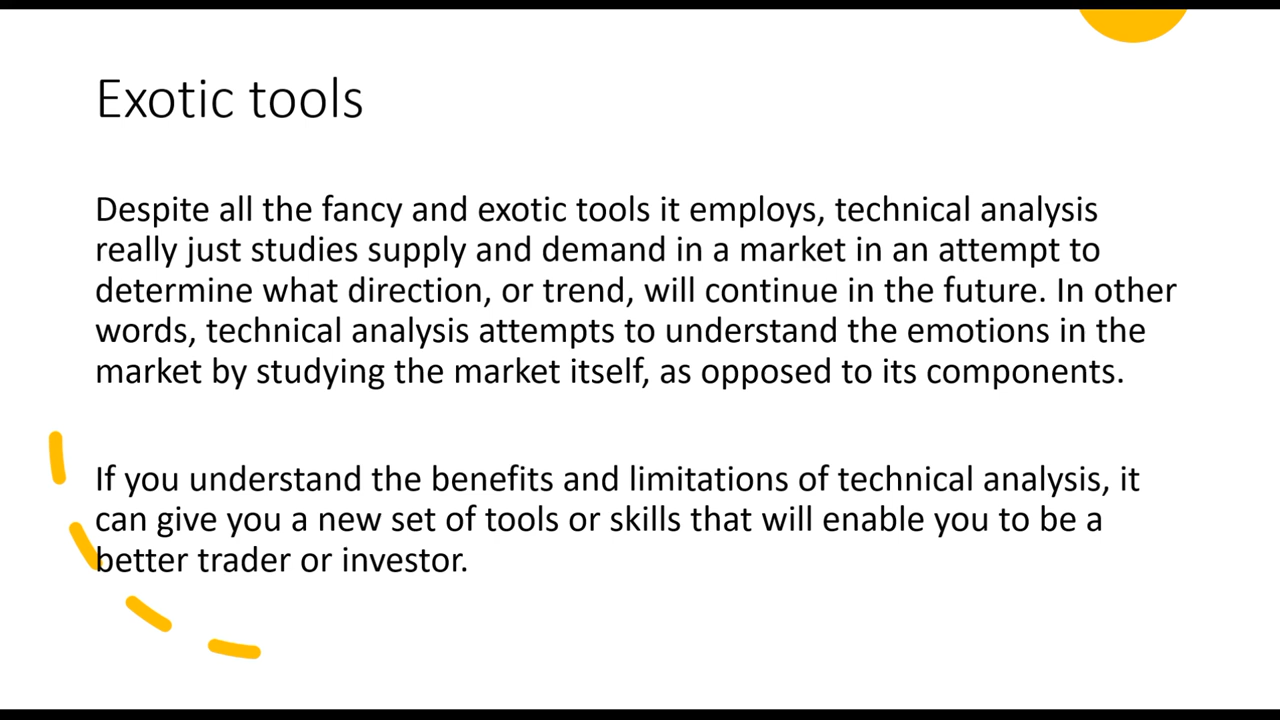 Exotic tools
Despite all the fancy and exotic tools it employs, technical analysis
really just studies supply and demand in a market in an attempt to
determine what direction, or trend, will continue in the future. In other
words, technical analysis attempts to understand the emotions in the
market by studying the market itself, as opposed to its components.
If you understand the benefits and limitations of technical analysis, it
can give you a new set of tools or skills that will enable you to be a
better trader or investor.